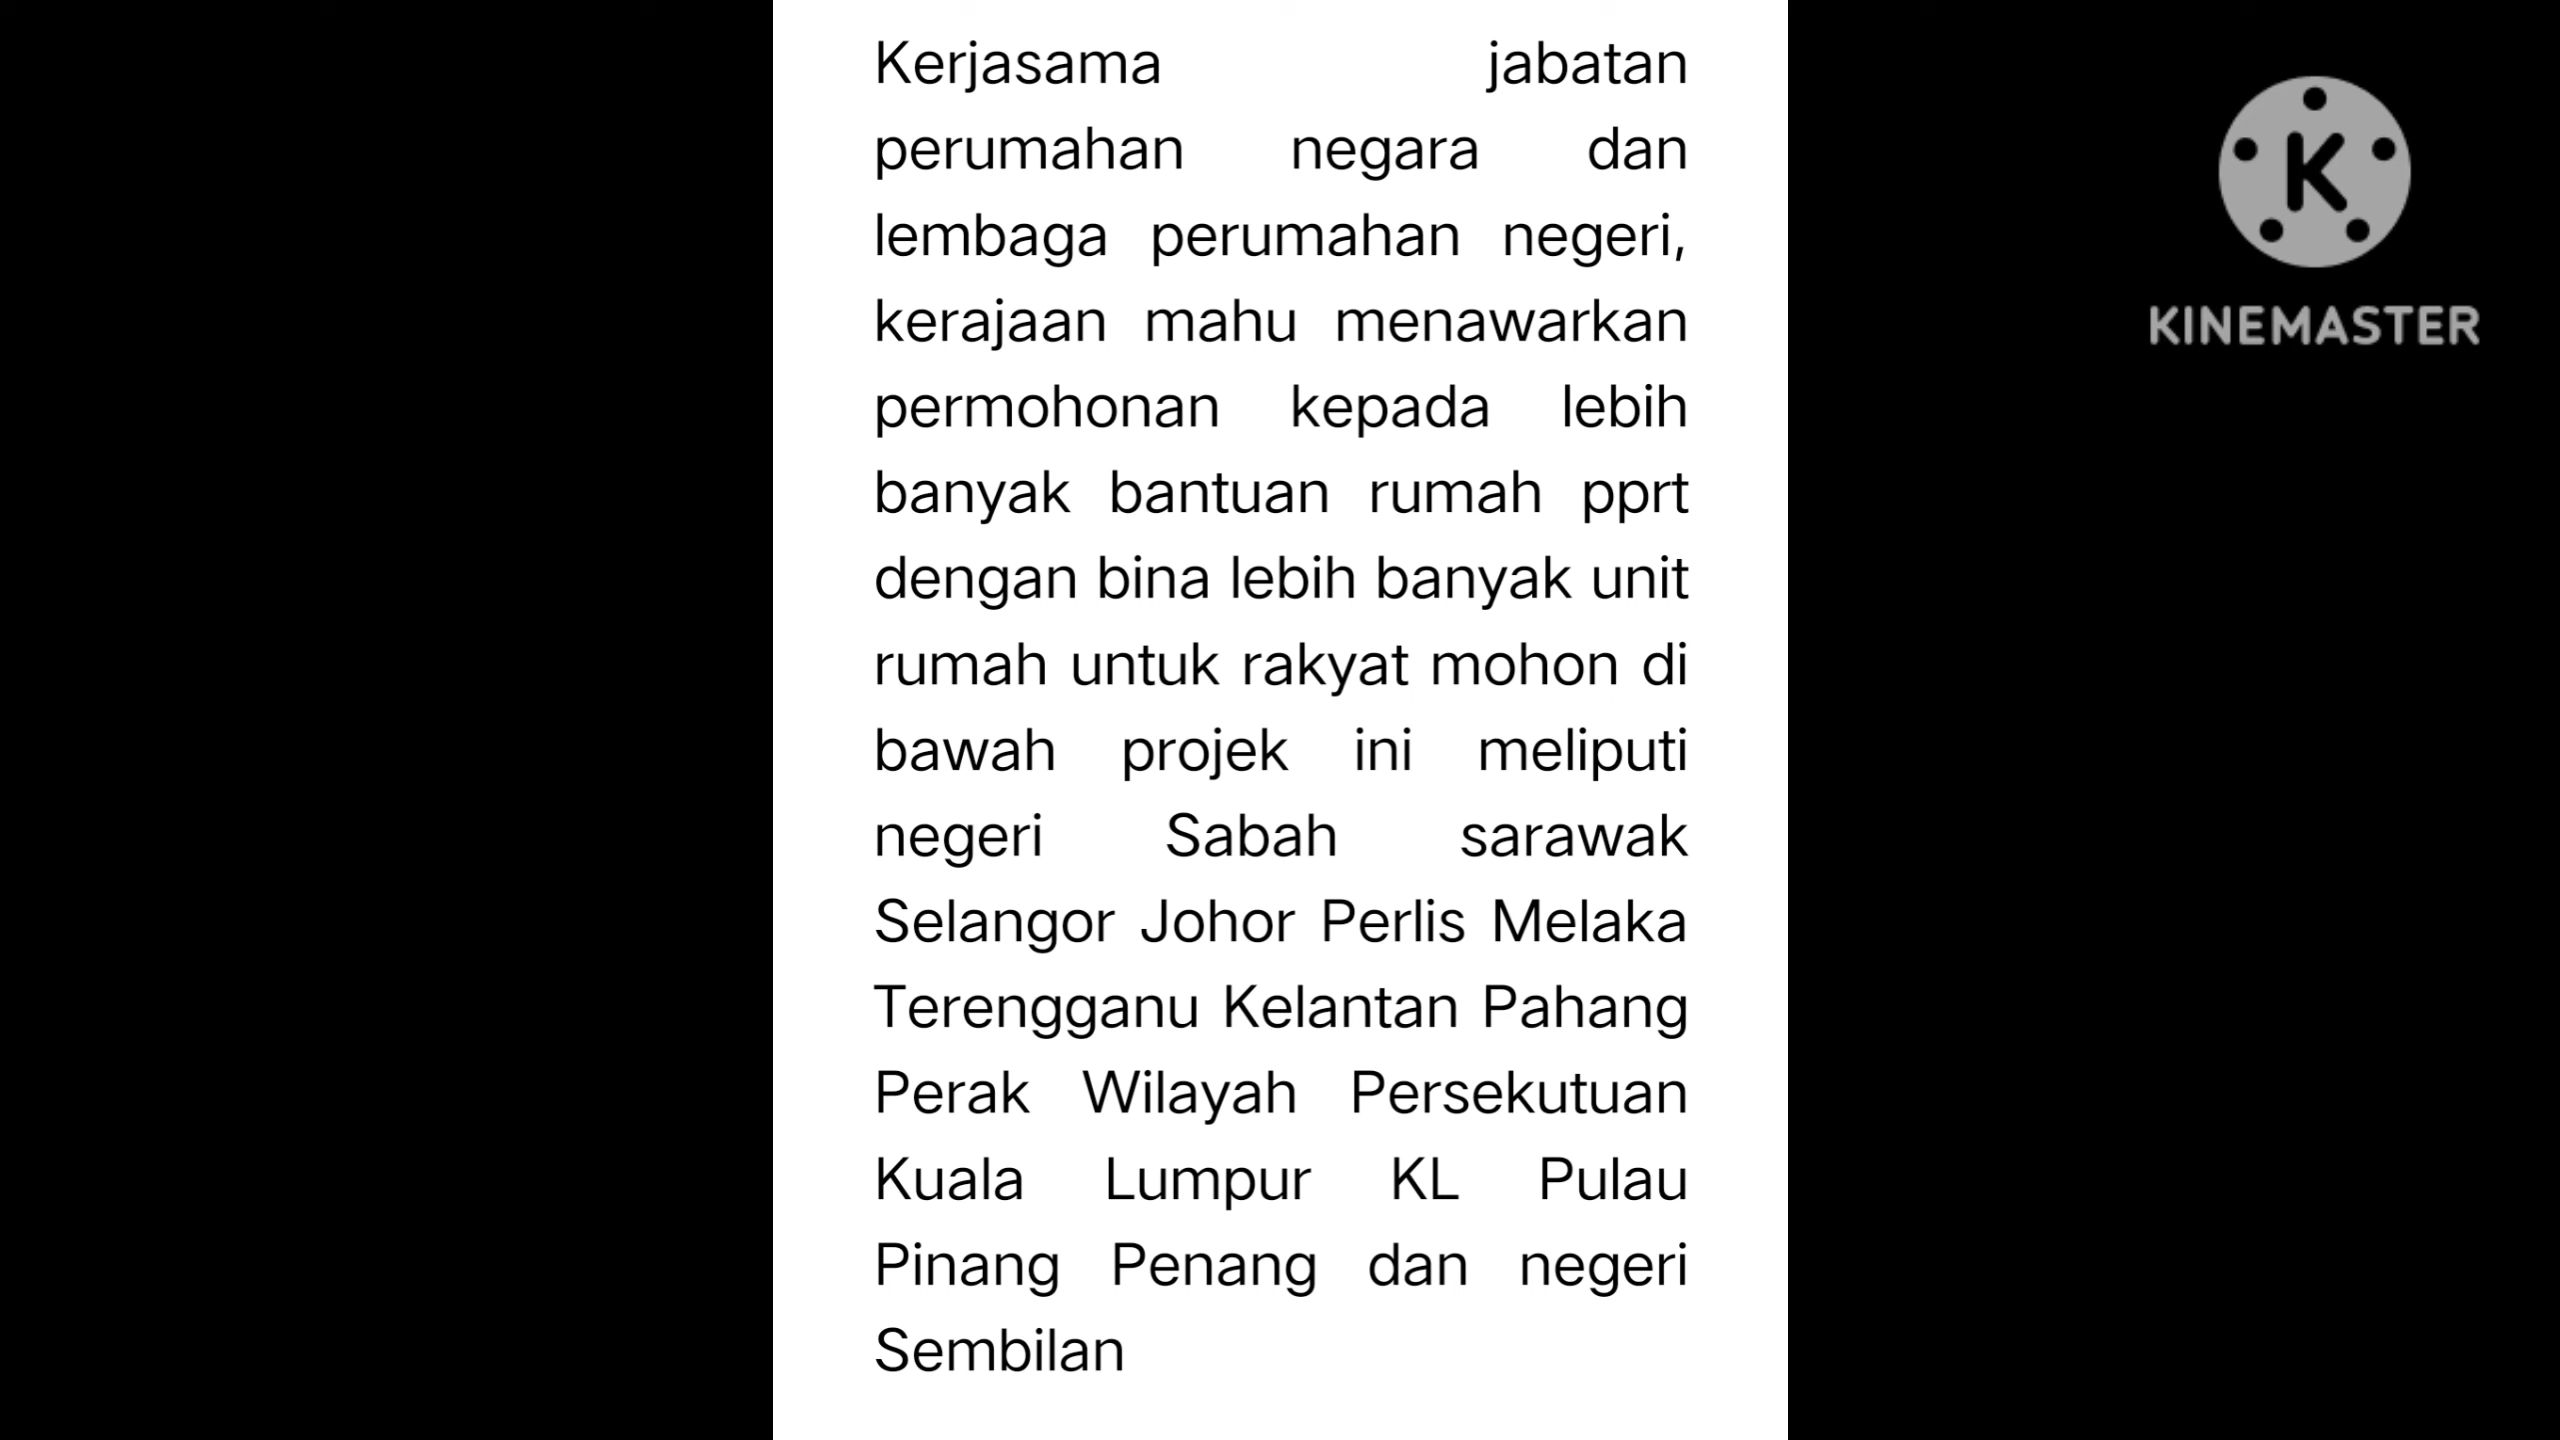 Kerjasama jabatan
perumahan negara dan
lembaga perumahan negeri,
kerajaan mahu menawarkan
permohonan kepada lebih
banyak bantuan rumah pprt
dengan bina lebih banyak unit
rumah untuk rakyat mohon di
bawah projek ini meliputi
negeri Sabah sarawak
Selangor Johor Perlis Melaka
Terengganu Kelantan Pahang
Perak Wilayah Persekutuan
Kuala Lumpur KL Pulau
Pinang Penang dan negeri
Sembilan
K
KINEMASTER